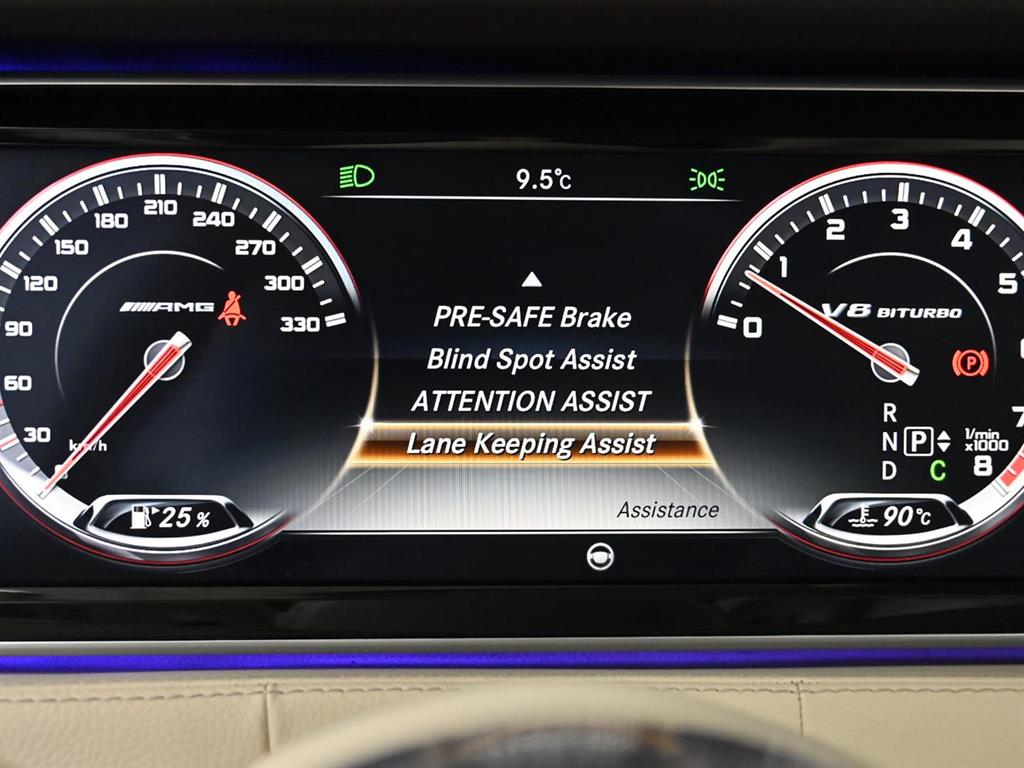 9.5°C
210
180
240
150
270
120
300
90
330
60
30
km/h
AMG
25 %
PRE-SAFE Brake
Blind Spot Assist
ATTENTION ASSIST
Lane Keeping Assist
Assistance
0
1
2
3
4
5
7
8
V8 BITURBO
P
R
N P
D C
1/min
x1000
90°C